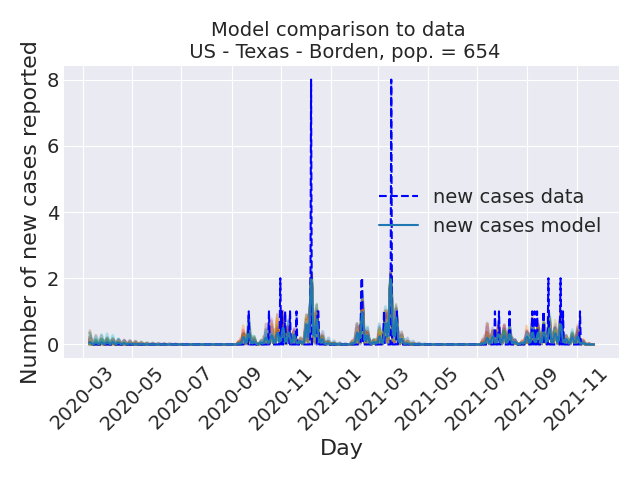 Model comparison to data
US - Texas - Borden, pop. = 654
Number of new cases reported
8
6
4
2
0
new cases data
new cases model
2020-03
2020-05
2020-07
2020-09
2020-11
2021-01
2021-03
2021-05
2021-07
2021-09
2021-11
Day